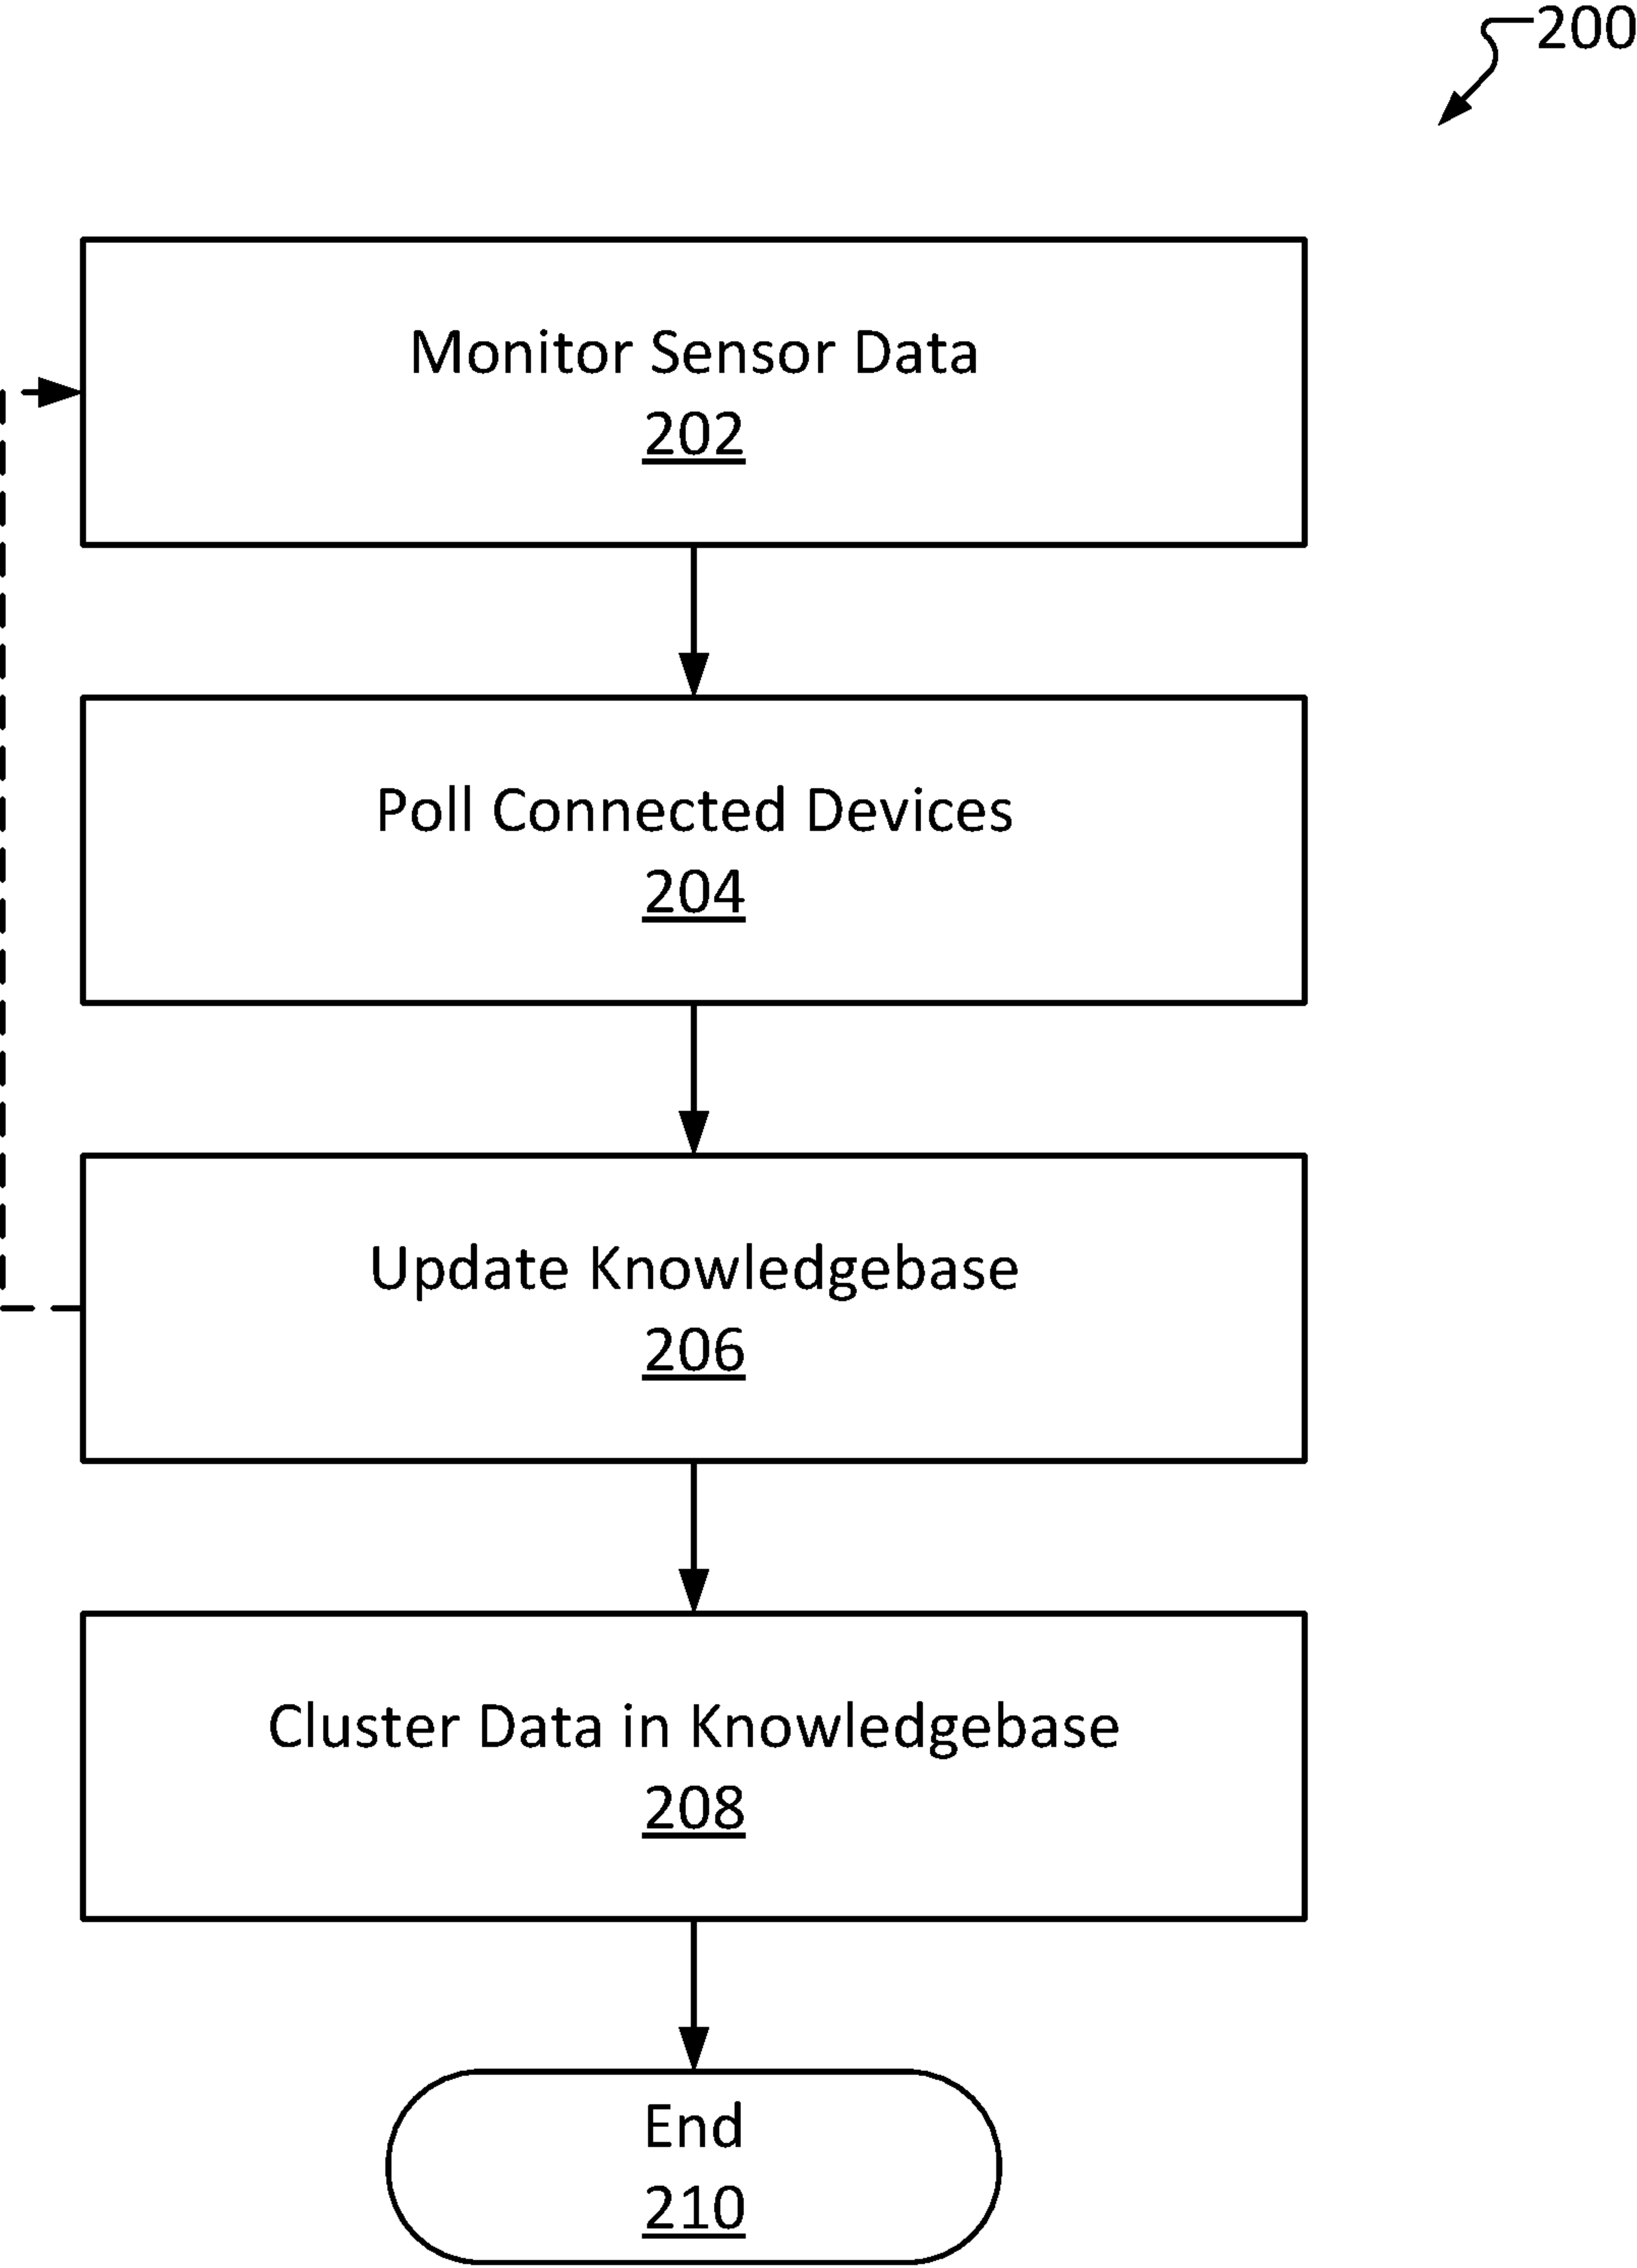 200
Monitor Sensor Data
202
Poll Connected Devices
204
Update Knowledgebase
206
Cluster Data in Knowledgebase
208
End
210